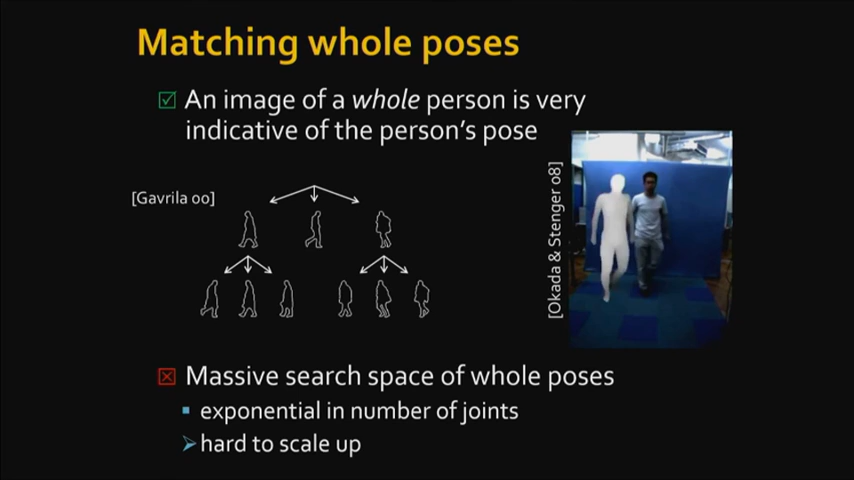 Matching whole poses
An image of a whole person is very
indicative of the person's pose
[Gavrila 00]
[Okada & Stenger 08]
Massive search space of whole poses
exponential in number of joints
hard to scale up